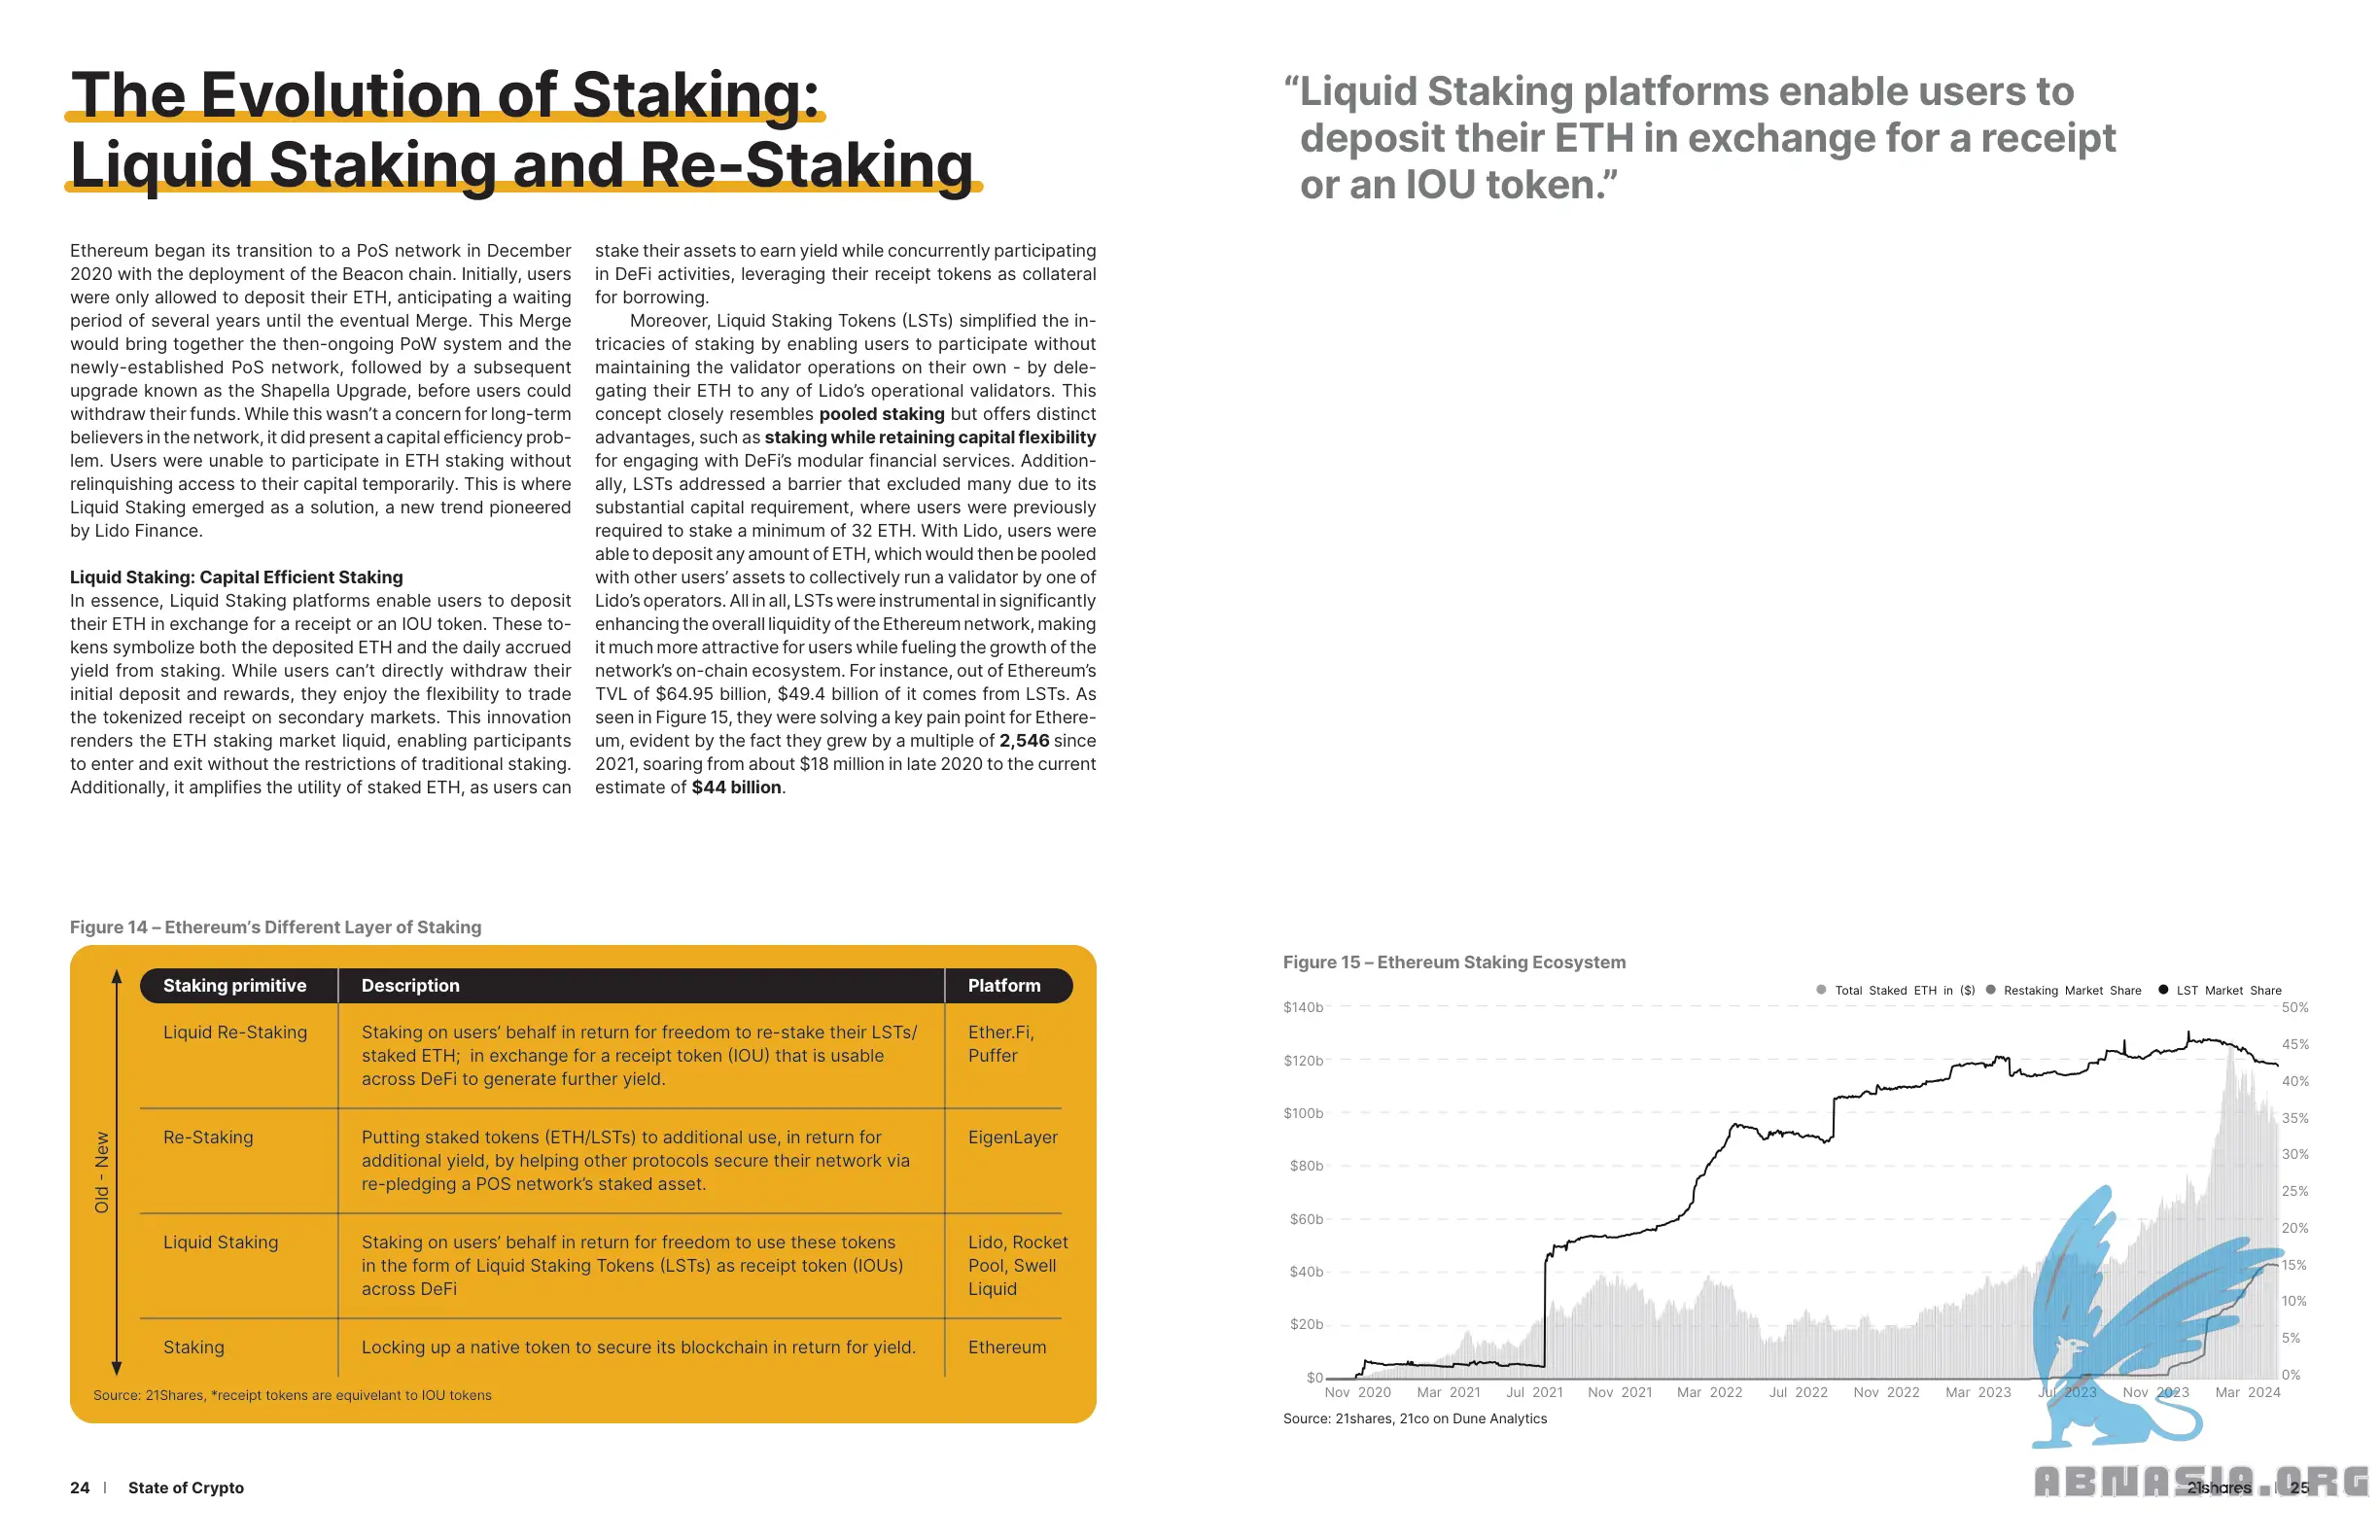 The Evolution of Staking:
Liquid Staking and Re-Staking
Ethereum began its transition to a PoS network in December
2020 with the deployment of the Beacon chain. Initially, users
were only allowed to deposit their ETH, anticipating a waiting
period of several years until the eventual Merge. This Merge
would bring together the then-ongoing PoW system and the
newly-established PoS network, followed by a subsequent
upgrade known as the Shapella Upgrade, before users could
withdraw their funds. While this wasn’t a concern for long-term
believers in the network, it did present a capital efficiency prob-
lem. Users were unable to participate in ETH staking without
relinquishing access to their capital temporarily. This is where
Liquid Staking emerged as a solution, a new trend pioneered
by Lido Finance.
Liquid Staking: Capital Efficient Staking
In essence, Liquid Staking platforms enable users to deposit
their ETH in exchange for a receipt or an IOU token. These to-
kens symbolize both the deposited ETH and the daily accrued
yield from staking. While users can’t directly withdraw their
initial deposit and rewards, they enjoy the flexibility to trade
the tokenized receipt on secondary markets. This innovation
renders the ETH staking market liquid, enabling participants
to enter and exit without the restrictions of traditional staking.
Additionally, it amplifies the utility of staked ETH, as users can
stake their assets to earn yield while concurrently participating
in DeFi activities, leveraging their receipt tokens as collateral
for borrowing.
Moreover, Liquid Staking Tokens (LSTs) simplified the in-
tricacies of staking by enabling users to participate without
maintaining the validator operations on their own - by dele-
gating their ETH to any of Lido’s operational validators. This
concept closely resembles pooled staking but offers distinct
advantages, such as staking while retaining capital flexibility
for engaging with DeFi’s modular financial services. Addition-
ally, LSTs addressed a barrier that excluded many due to its
substantial capital requirement, where users were previously
required to stake a minimum of 32 ETH. With Lido, users were
able to deposit any amount of ETH, which would then be pooled
with other users’ assets to collectively run a validator by one of
Lido’s operators. All in all, LSTs were instrumental in significantly
enhancing the overall liquidity of the Ethereum network, making
it much more attractive for users while fueling the growth of the
network’s on-chain ecosystem. For instance, out of Ethereum’s
TVL of $64.95 billion, $49.4 billion of it comes from LSTs. As
seen in Figure 15, they were solving a key pain point for Ethere-
um, evident by the fact they grew by a multiple of 2,546 since
2021, soaring from about $18 million in late 2020 to the current
estimate of $44 billion.
Figure 14 – Ethereum’s Different Layer of Staking
Old - New
Staking primitive Description Platform
Liquid Re-Staking Staking on users’ behalf in return for freedom to re-stake their LSTs/ Ether.Fi,
staked ETH; in exchange for a receipt token (IOU) that is usable Puffer
across DeFi to generate further yield.
Re-Staking Putting staked tokens (ETH/LSTs) to additional use, in return for EigenLayer
additional yield, by helping other protocols secure their network via
re-pledging a POS network’s staked asset.
Liquid Staking Staking on users’ behalf in return for freedom to use these tokens Lido, Rocket
in the form of Liquid Staking Tokens (LSTs) as receipt token (IOUs) Pool, Swell
across DeFi Liquid
Staking Locking up a native token to secure its blockchain in return for yield. Ethereum
Source: 21Shares, *receipt tokens are equivelant to IOU tokens
24 | State of Crypto
“Liquid Staking platforms enable users to
deposit their ETH in exchange for a receipt
or an IOU token.”
Figure 15 – Ethereum Staking Ecosystem
Total Staked ETH in ($) Restaking Market Share LST Market Share
$140b 50%
45%
$120b
40%
$100b
35%
$80b 30%
25%
$60b
20%
$40b 15%
10%
$20b
5%
$0 0%
Nov 2020 Mar 2021 Jul 2021 Nov 2021 Mar 2022 Jul 2022 Nov 2022 Mar 2023 Jul 2023 Nov 2023 Mar 2024
Source: 21shares, 21co on Dune Analytics
21shares | 25
ABNASIA.ORG